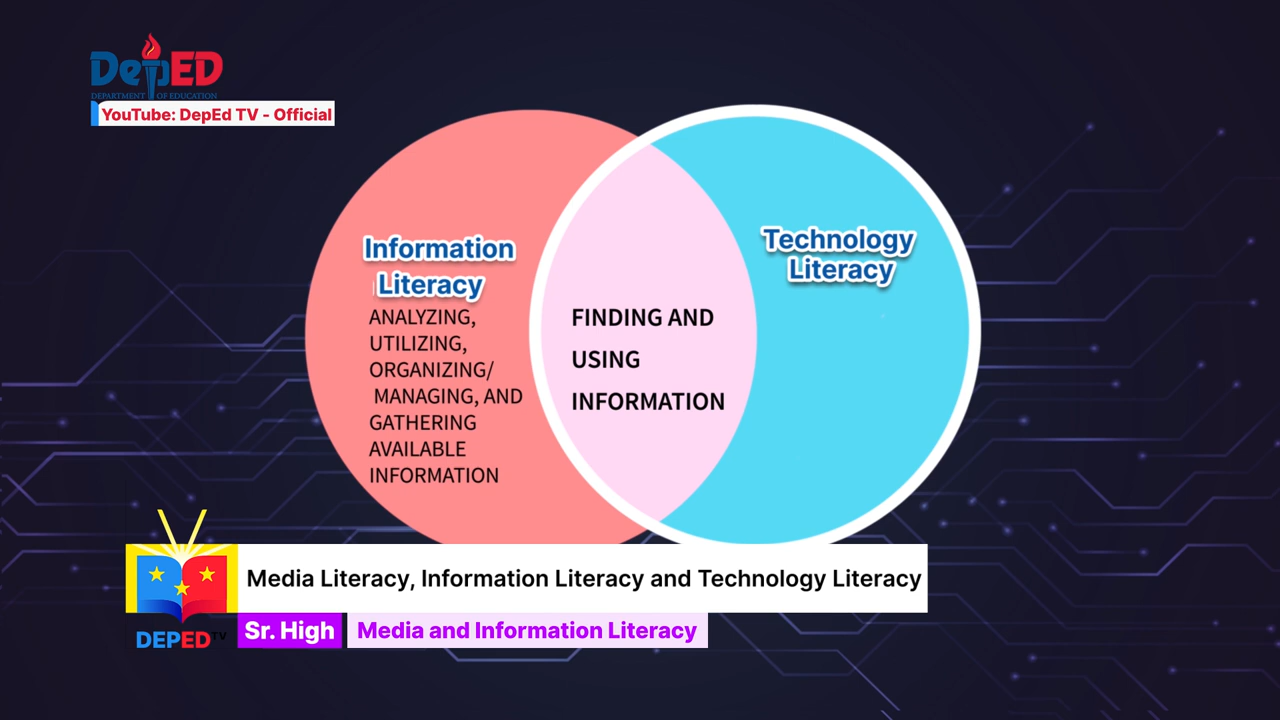 DepED
DEPARTMENT OF EDUCATION
YouTube: DepEd TV - Official
Information
Literacy
ANALYZING,
UTILIZING,
ORGANIZING/
MANAGING, AND
GATHERING
AVAILABLE
INFORMATION
FINDING AND
USING
INFORMATION
Technology
Literacy
Media Literacy, Information Literacy and Technology Literacy
DEPED TV
Sr. High
Media and Information Literacy